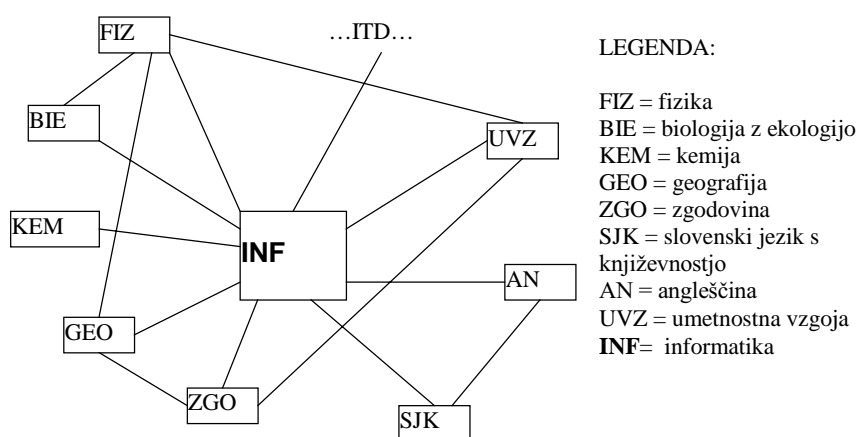 FIZ
…ITD…
BIE
UVZ
KEM
INF
AN
GEO
ZGO
SJK
LEGENDA:
FIZ = fizika
BIE = biologija z ekologijo
KEM = kemija
GEO = geografija
ZGO = zgodovina
SJK = slovenski jezik s
književnostjo
AN = angleščina
UVZ = umetnostna vzgoja
INF= informatika